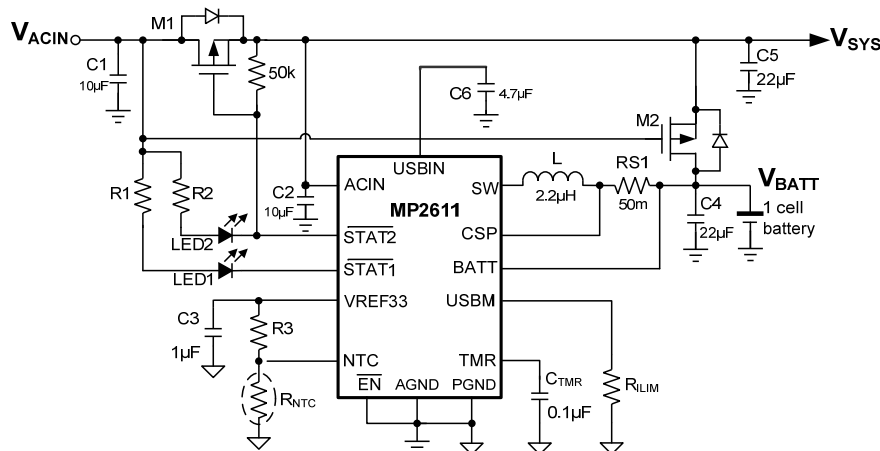 VACIN
M1
VSYS
C1
10µF
50k
C6
4.7µF
C5
22µF
M2
USBIN
R1
R2
C2
10µF
ACIN
SW
L
2.2µH
RS1
50m
VBATT
MP2611
C4
22µF
1 cell
battery
LED2
STAT2
CSP
LED1
STAT1
BATT
VREF33
USBM
C3
1µF
R3
NTC
TMR
RNTC
EN
AGND
PGND
CTMR
0.1µF
RILIM